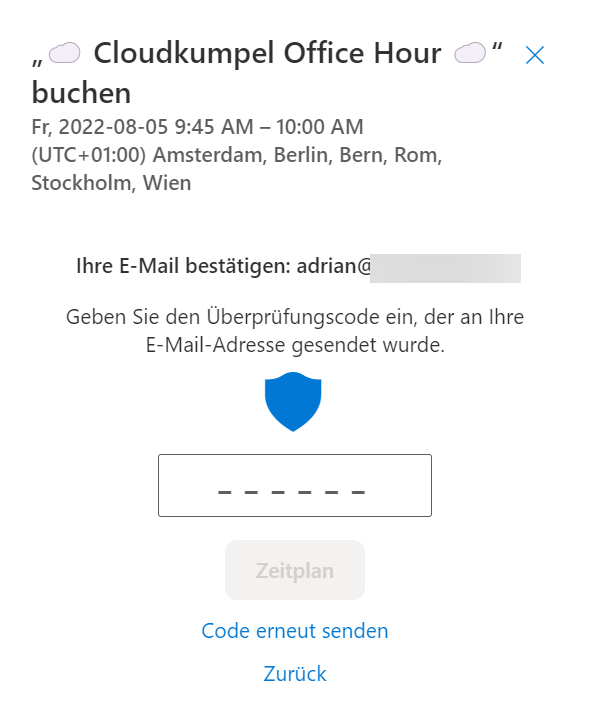 „☁️ Cloudkumpel Office Hour ☁️“
buchen
Fr, 2022-08-05 9:45 AM – 10:00 AM
(UTC+01:00) Amsterdam, Berlin, Bern, Rom,
Stockholm, Wien
Ihre E-Mail bestätigen: adrian@
Geben Sie den Überprüfungscode ein, der an Ihre
E-Mail-Adresse gesendet wurde.
_ _ _ _ _ _
Zeitplan
Code erneut senden
Zurück